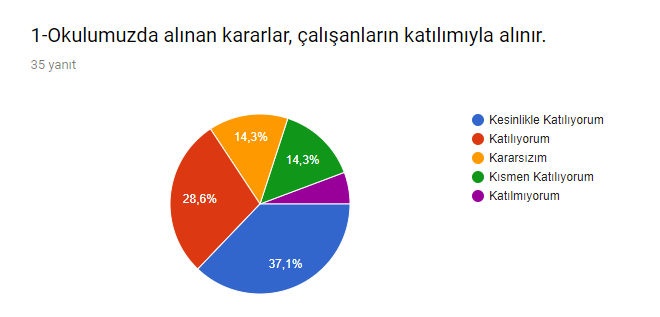 1-Okulumuzda alınan kararlar, çalışanların katılımıyla alınır.
35 yanıt
14,3%
14,3%
28,6%
37,1%
Kesinlikle Katılıyorum
Katılıyorum
Kararsızım
Kısmen Katılıyorum
Katılmıyorum